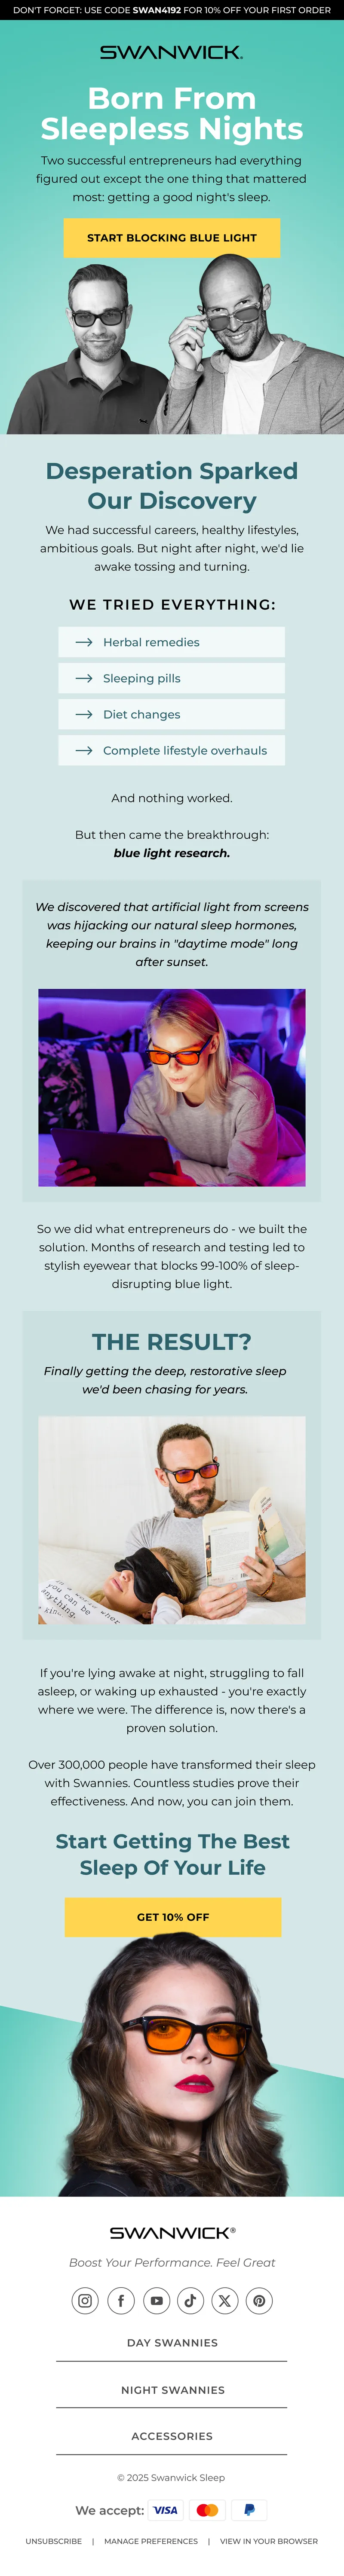 DON'T FORGET: USE CODE SWAN4192 FOR 10% OFF YOUR FIRST ORDER
SWANWICK®
Born From
Sleepless Nights
Two successful entrepreneurs had everything
figured out except the one thing that mattered
most: getting a good night's sleep.
START BLOCKING BLUE LIGHT
Desperation Sparked
Our Discovery
We had successful careers, healthy lifestyles,
ambitious goals. But night after night, we'd lie
awake tossing and turning.
WE TRIED EVERYTHING:
Herbal remedies
Sleeping pills
Diet changes
Complete lifestyle overhauls
And nothing worked.
But then came the breakthrough:
blue light research.
We discovered that artificial light from screens
was hijacking our natural sleep hormones,
keeping our brains in "daytime mode" long
after sunset.
So we did what entrepreneurs do - we built the
solution. Months of research and testing led to
stylish eyewear that blocks 99-100% of sleep-
disrupting blue light.
THE RESULT?
Finally getting the deep, restorative sleep
we'd been chasing for years.
you can be
anything.
If you're lying awake at night, struggling to fall
asleep, or waking up exhausted - you're exactly
where we were. The difference is, now there's a
proven solution.
Over 300,000 people have transformed their sleep
with Swannies. Countless studies prove their
effectiveness. And now, you can join them.
Start Getting The Best
Sleep Of Your Life
GET 10% OFF
SWANWICK®
Boost Your Performance. Feel Great
DAY SWANNIES
NIGHT SWANNIES
ACCESSORIES
© 2025 Swanwick Sleep
We accept: VISA
UNSUBSCRIBE | MANAGE PREFERENCES | VIEW IN YOUR BROWSER